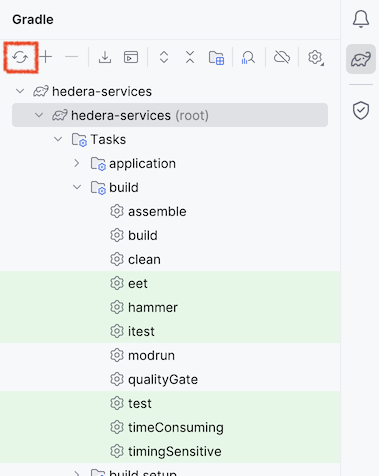 Gradle
hedera-services
hedera-services (root)
Tasks
application
build
assemble
build
clean
eet
hammer
itest
modrun
qualityGate
test
timeConsuming
timingSensitive
build setup